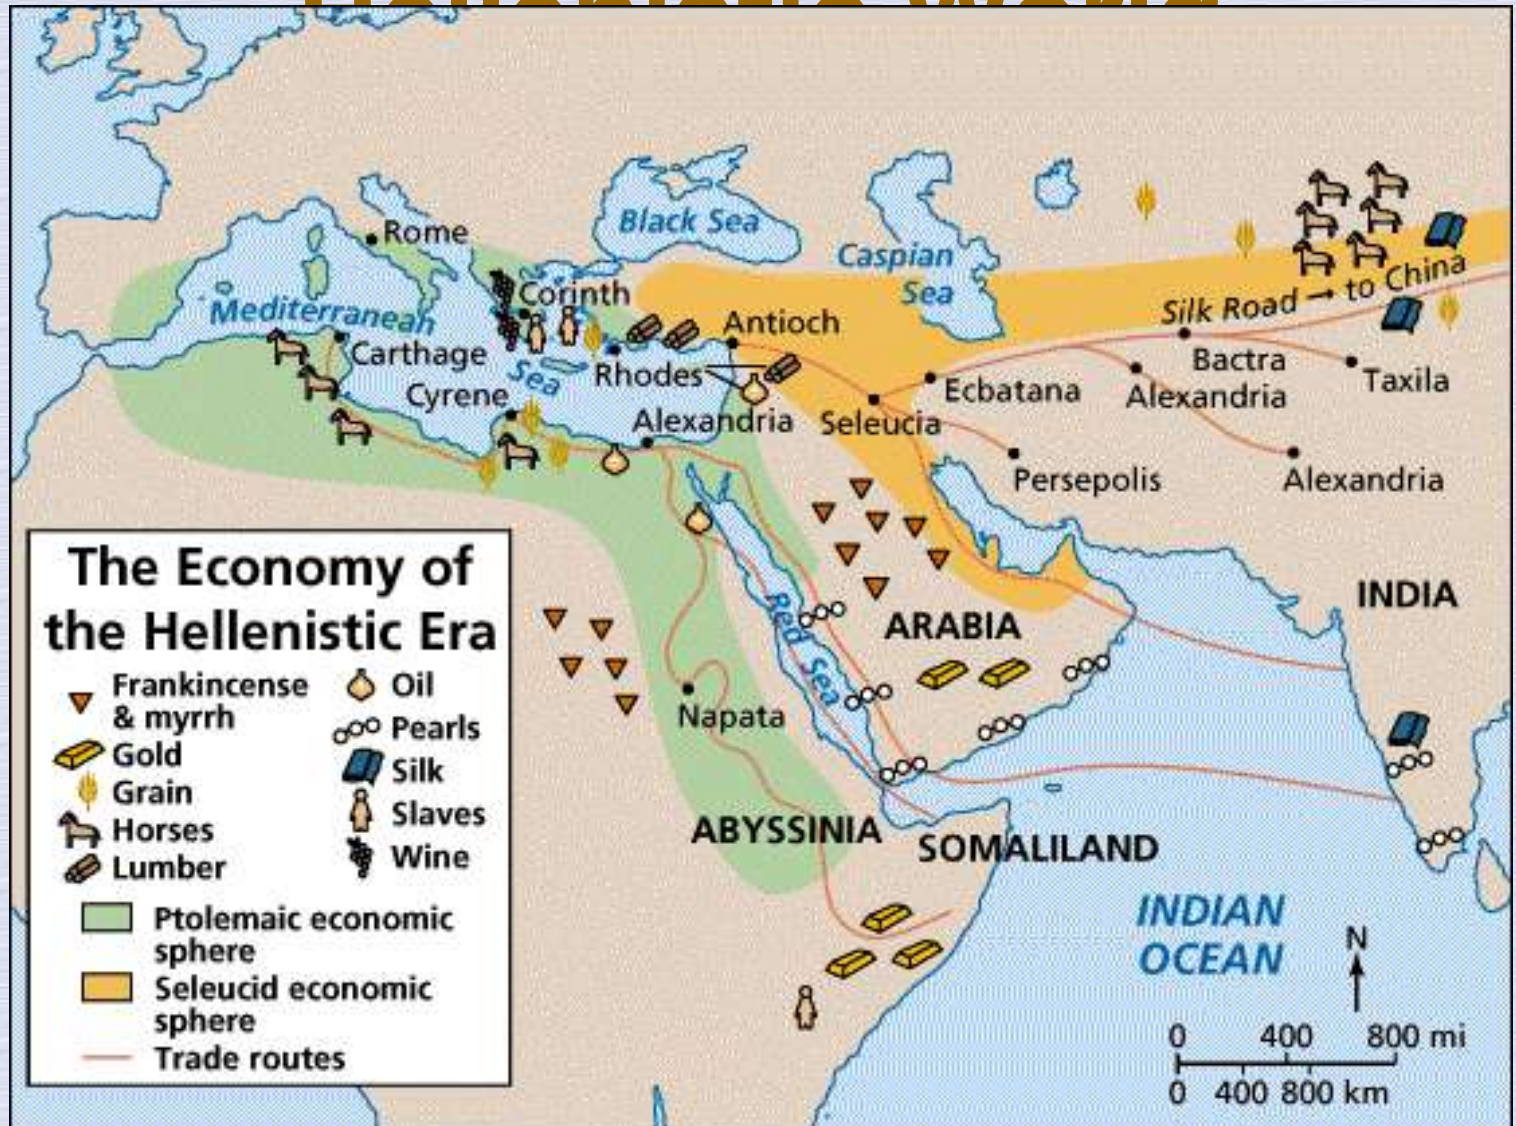 Hellenistic World
Black Sea
Caspian
Sea
Rome
Mediterranean
Sea
Corinth
Carthage
Cyrene
Rhodes
Antioch
Alexandria
Seleucia
Ecbatana
Persepolis
Silk Road → to China
Bactra
Alexandria
Taxila
Alexandria
INDIA
ARABIA
Red Sea
Napata
ABYSSINIA
SOMALILAND
INDIAN
OCEAN
N
0 400 800 mi
0 400 800 km
The Economy of
the Hellenistic Era
Frankincense
& myrrh
Gold
Grain
Horses
Lumber
Oil
Pearls
Silk
Slaves
Wine
Ptolemaic economic
sphere
Seleucid economic
sphere
Trade routes